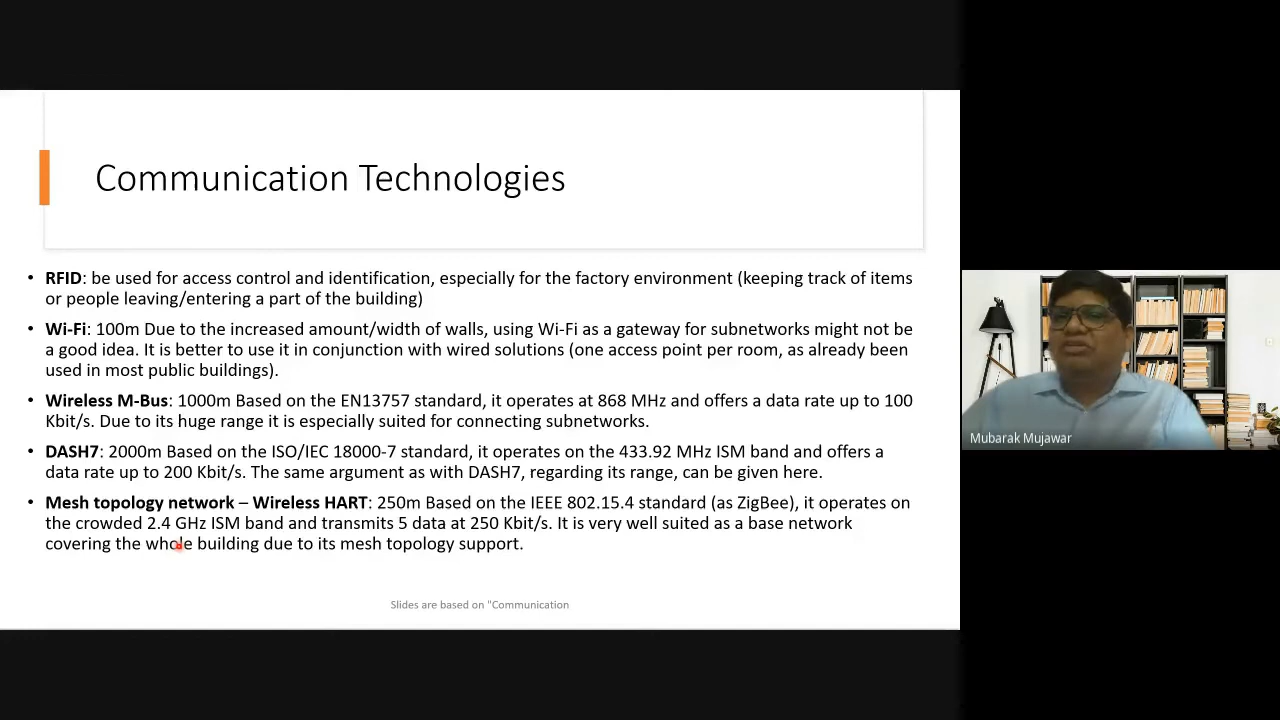 Communication Technologies
• RFID: be used for access control and identification, especially for the factory environment (keeping track of items
or people leaving/entering a part of the building)
• Wi-Fi: 100m Due to the increased amount/width of walls, using Wi-Fi as a gateway for subnetworks might not be
a good idea. It is better to use it in conjunction with wired solutions (one access point per room, as already been
used in most public buildings).
• Wireless M-Bus: 1000m Based on the EN13757 standard, it operates at 868 MHz and offers a data rate up to 100
Kbit/s. Due to its huge range it is especially suited for connecting subnetworks.
• DASH7: 2000m Based on the ISO/IEC 18000-7 standard, it operates on the 433.92 MHz ISM band and offers a
data rate up to 200 Kbit/s. The same argument as with DASH7, regarding its range, can be given here.
• Mesh topology network – Wireless HART: 250m Based on the IEEE 802.15.4 standard (as ZigBee), it operates on
the crowded 2.4 GHz ISM band and transmits 5 data at 250 Kbit/s. It is very well suited as a base network
covering the whole building due to its mesh topology support.
Slides are based on "Communication
Mubarak Mujawar